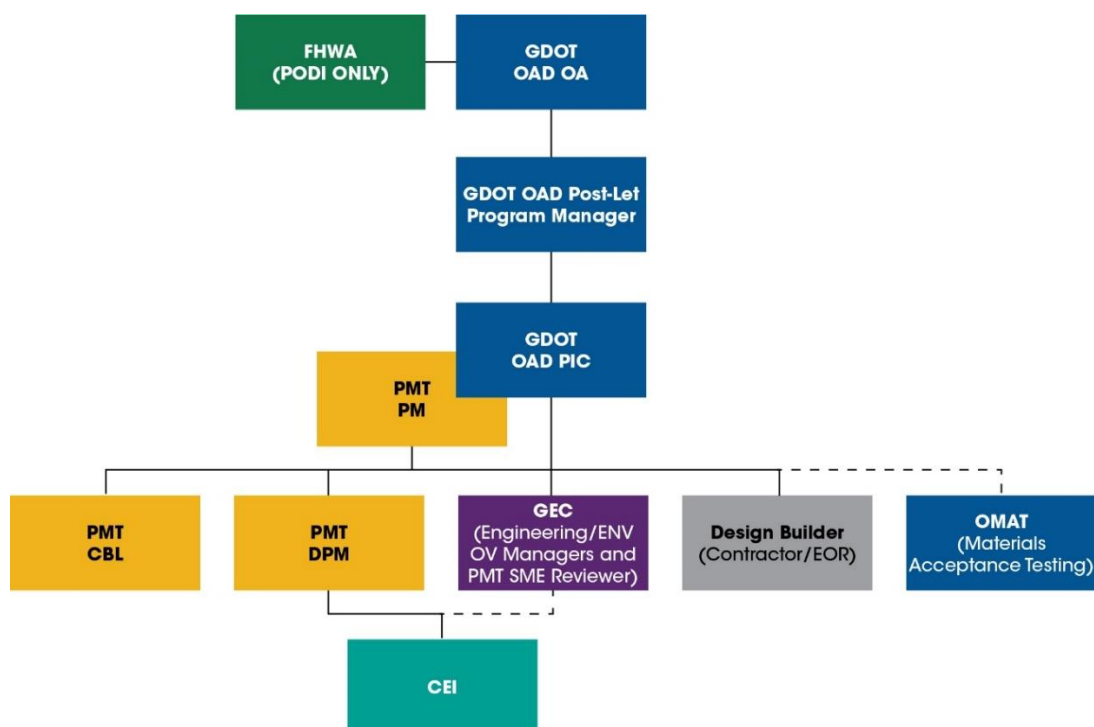 FHWA
(PODI ONLY)
GDOT
OAD OA
GDOT OAD Post-Let
Program Manager
GDOT
OAD PIC
PMT
PM
PMT
CBL
PMT
DPM
GEC
(Engineering/ENV
OV Managers and
PMT SME Reviewer)
Design Builder
(Contractor/EOR)
OMAT
(Materials
Acceptance Testing)
CEI